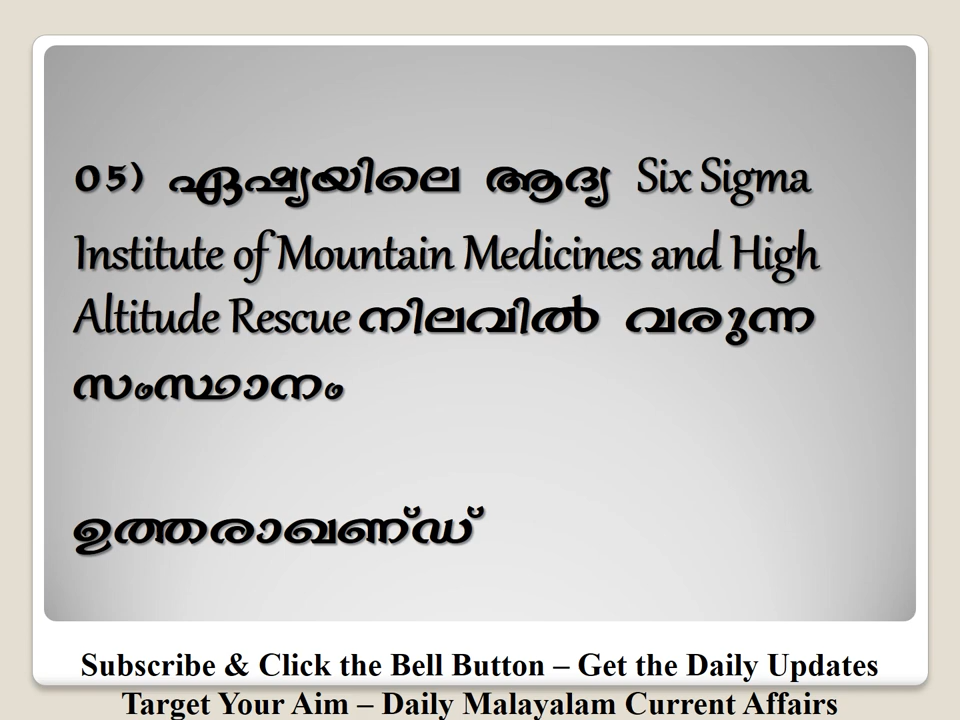 05) ഏഷ്യയിലെ ആദ്യ Six Sigma
Institute of Mountain Medicines and High
Altitude Rescue നിലവിൽ വരുന്ന
സംസ്ഥാനം
ഉത്തരാഖണ്ഡ്
Subscribe & Click the Bell Button – Get the Daily Updates
Target Your Aim – Daily Malayalam Current Affairs